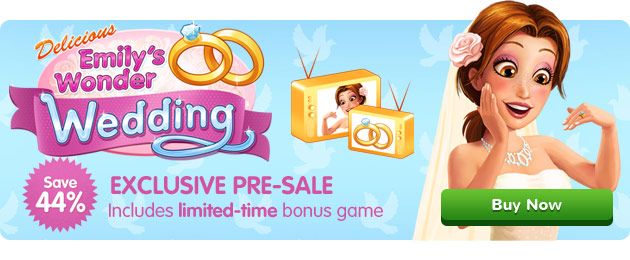 Delicious
Emily's
Wonder
Wedding
Save
44%
EXCLUSIVE PRE-SALE
Includes limited-time bonus game
Buy Now